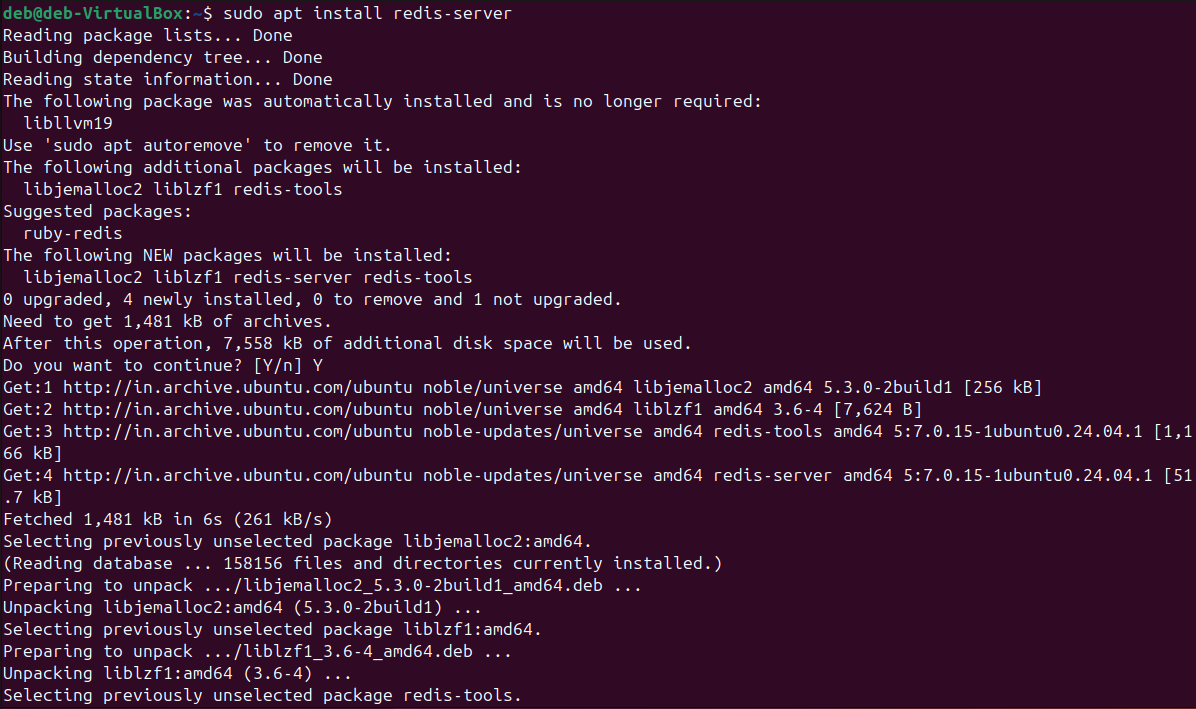 deb@deb-VirtualBox:~$ sudo apt install redis-server
Reading package lists... Done
Building dependency tree... Done
Reading state information... Done
The following package was automatically installed and is no longer required:
  libllvm19
Use 'sudo apt autoremove' to remove it.
The following additional packages will be installed:
  libjemalloc2 liblzf1 redis-tools
Suggested packages:
  ruby-redis
The following NEW packages will be installed:
  libjemalloc2 liblzf1 redis-server redis-tools
0 upgraded, 4 newly installed, 0 to remove and 1 not upgraded.
Need to get 1,481 kB of archives.
After this operation, 7,558 kB of additional disk space will be used.
Do you want to continue? [Y/n] Y
Get:1 http://in.archive.ubuntu.com/ubuntu noble/universe amd64 libjemalloc2 amd64 5.3.0-2build1 [256 kB]
Get:2 http://in.archive.ubuntu.com/ubuntu noble/universe amd64 liblzf1 amd64 3.6-4 [7,624 B]
Get:3 http://in.archive.ubuntu.com/ubuntu noble-updates/universe amd64 redis-tools amd64 5:7.0.15-1ubuntu0.24.04.1 [1,1
66 kB]
Get:4 http://in.archive.ubuntu.com/ubuntu noble-updates/universe amd64 redis-server amd64 5:7.0.15-1ubuntu0.24.04.1 [51
.7 kB]
Fetched 1,481 kB in 6s (261 kB/s)
Selecting previously unselected package libjemalloc2:amd64.
(Reading database ... 158156 files and directories currently installed.)
Preparing to unpack .../libjemalloc2_5.3.0-2build1_amd64.deb ...
Unpacking libjemalloc2:amd64 (5.3.0-2build1) ...
Selecting previously unselected package liblzf1:amd64.
Preparing to unpack .../liblzf1_3.6-4_amd64.deb ...
Unpacking liblzf1:amd64 (3.6-4) ...
Selecting previously unselected package redis-tools.